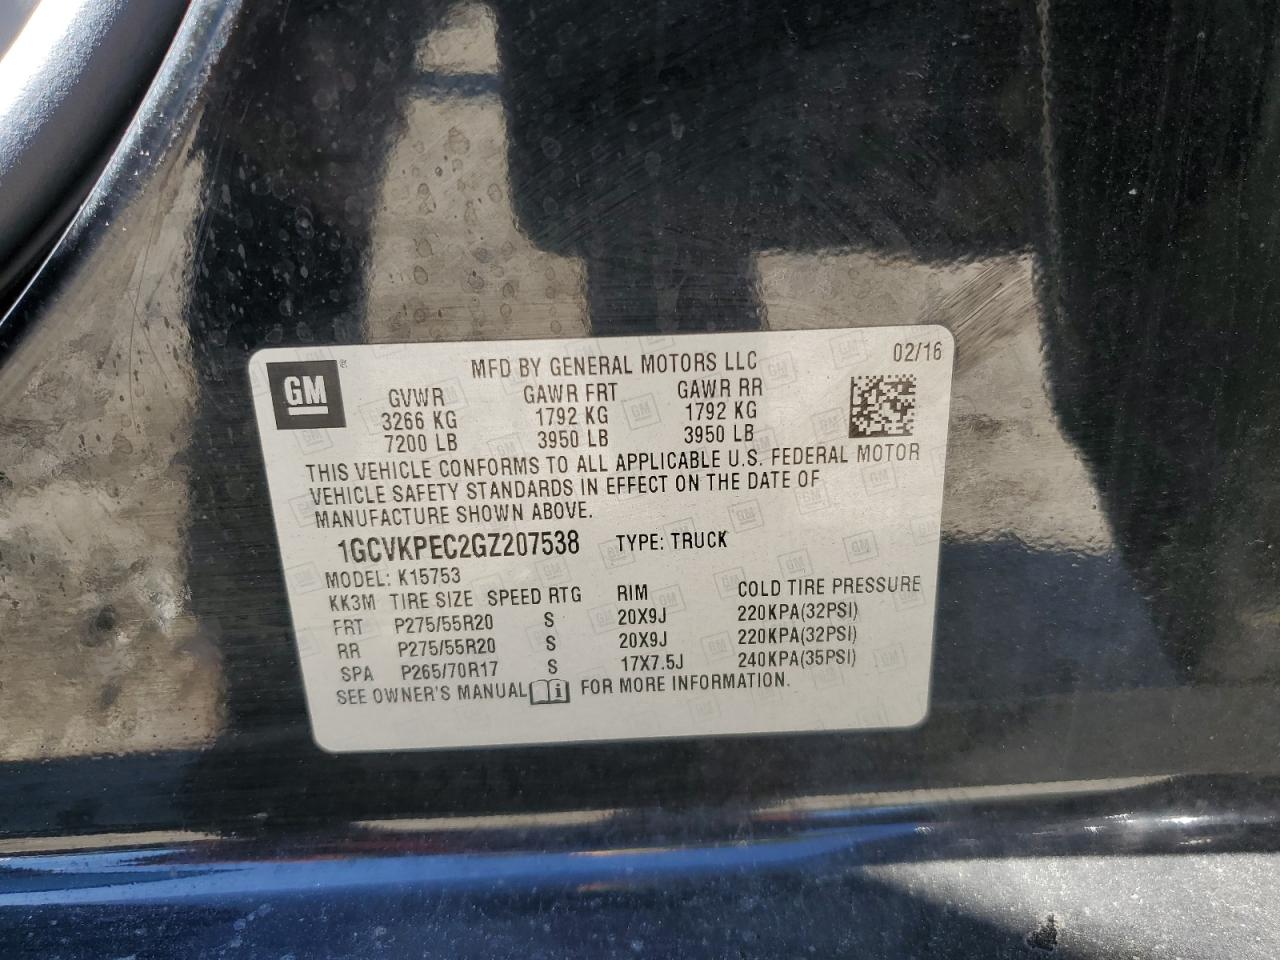 GM
MFD BY GENERAL MOTORS LLC 02/16
GVWR GAWR FRT GAWR RR
3266 KG 1792 KG 1792 KG
7200 LB 3950 LB 3950 LB
THIS VEHICLE CONFORMS TO ALL APPLICABLE U.S. FEDERAL MOTOR
VEHICLE SAFETY STANDARDS IN EFFECT ON THE DATE OF
MANUFACTURE SHOWN ABOVE.
1GCVKPEC2GZ207538 TYPE: TRUCK
MODEL: K15753
KK3M TIRE SIZE SPEED RTG RIM COLD TIRE PRESSURE
FRT P275/55R20 S 20X9J 220KPA(32PSI)
RR P275/55R20 S 20X9J 220KPA(32PSI)
SPA P265/70R17 S 17X7.5J 240KPA(35PSI)
SEE OWNER'S MANUAL FOR MORE INFORMATION.